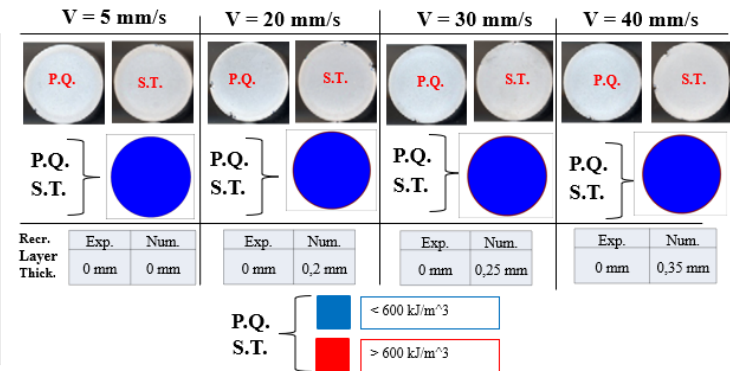 V = 5 mm/s
V = 20 mm/s
V = 30 mm/s
V = 40 mm/s
P.Q.
S.T.
P.Q.
S.T.
P.Q.
S.T.
P.Q.
S.T.
P.Q.
S.T.
P.Q.
S.T.
P.Q.
S.T.
P.Q.
S.T.
Recr.
Layer
Thick.
Exp. Num.
0 mm 0 mm
Exp. Num.
0 mm 0,2 mm
Exp. Num.
0 mm 0,25 mm
Exp. Num.
0 mm 0,35 mm
P.Q.
S.T.
< 600 kJ/m^3
> 600 kJ/m^3